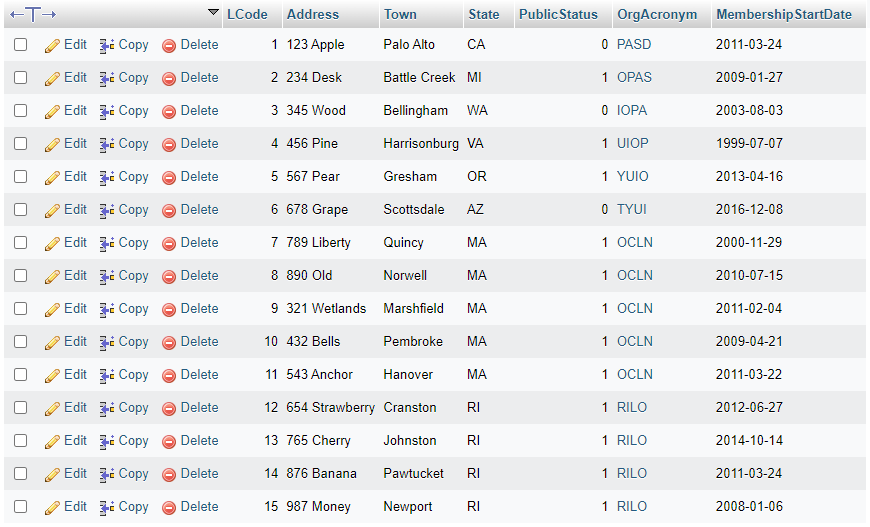 LCode Address Town State PublicStatus OrgAcronym MembershipStartDate
Edit Copy Delete 1 123 Apple Palo Alto CA 0 PASD 2011-03-24
Edit Copy Delete 2 234 Desk Battle Creek MI 1 OPAS 2009-01-27
Edit Copy Delete 3 345 Wood Bellingham WA 0 IOPA 2003-08-03
Edit Copy Delete 4 456 Pine Harrisonburg VA 1 UIOP 1999-07-07
Edit Copy Delete 5 567 Pear Gresham OR 1 YUIO 2013-04-16
Edit Copy Delete 6 678 Grape Scottsdale AZ 0 TYUI 2016-12-08
Edit Copy Delete 7 789 Liberty Quincy MA 1 OCLN 2000-11-29
Edit Copy Delete 8 890 Old Norwell MA 1 OCLN 2010-07-15
Edit Copy Delete 9 321 Wetlands Marshfield MA 1 OCLN 2011-02-04
Edit Copy Delete 10 432 Bells Pembroke MA 1 OCLN 2009-04-21
Edit Copy Delete 11 543 Anchor Hanover MA 1 OCLN 2011-03-22
Edit Copy Delete 12 654 Strawberry Cranston RI 1 RILO 2012-06-27
Edit Copy Delete 13 765 Cherry Johnston RI 1 RILO 2014-10-14
Edit Copy Delete 14 876 Banana Pawtucket RI 1 RILO 2011-03-24
Edit Copy Delete 15 987 Money Newport RI 1 RILO 2008-01-06